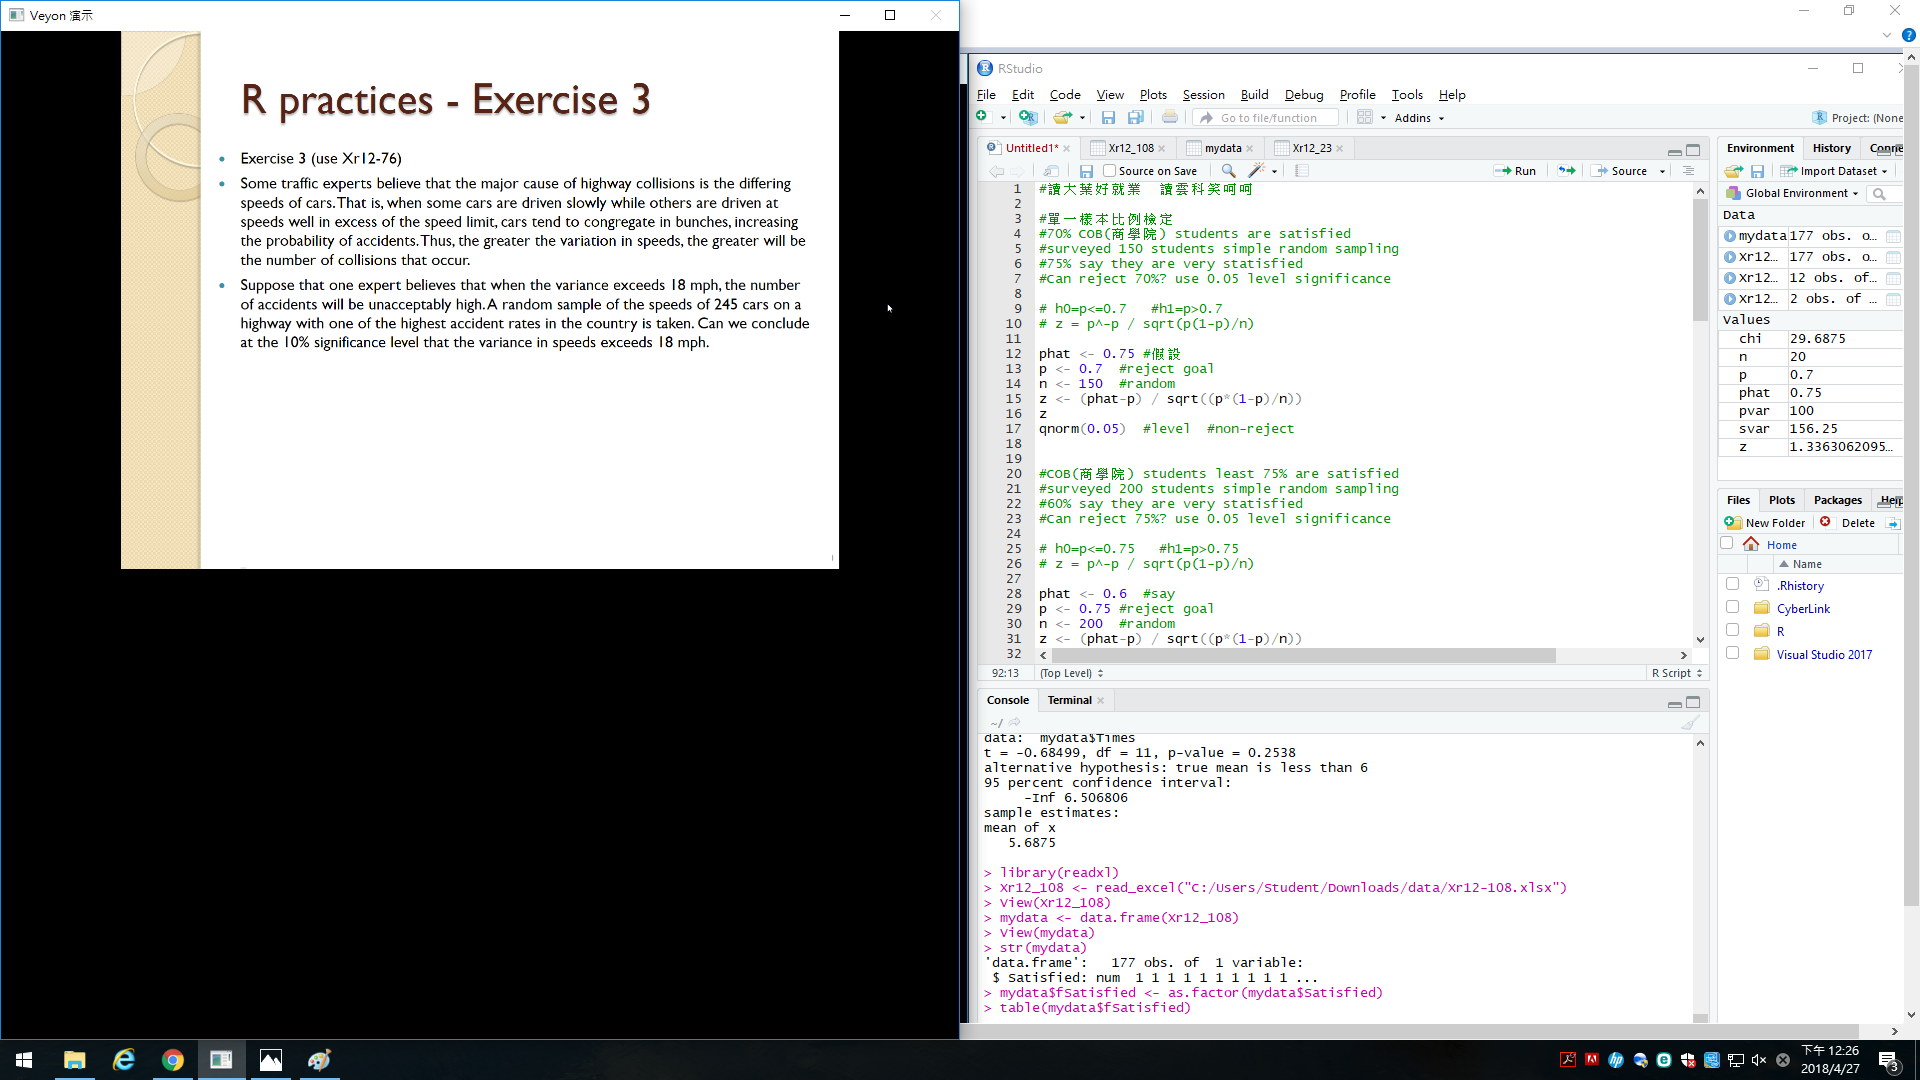 Veyon 演示
R practices - Exercise 3
Exercise 3 (use Xr12-76)
Some traffic experts believe that the major cause of highway collisions is the differing
speeds of cars. That is, when some cars are driven slowly while others are driven at
speeds well in excess of the speed limit, cars tend to congregate in bunches, increasing
the probability of accidents. Thus, the greater the variation in speeds, the greater will be
the number of collisions that occur.
Suppose that one expert believes that when the variance exceeds 18 mph, the number
of accidents will be unacceptably high. A random sample of the speeds of 245 cars on a
highway with one of the highest accident rates in the country is taken. Can we conclude
at the 10% significance level that the variance in speeds exceeds 18 mph.
RStudio
File Edit Code View Plots Session Build Debug Profile Tools Help
Go to file/function Addins Project: (None
Untitled1* Xr12_108 mydata Xr12_23
Source on Save Run Source
1 #讀大葉好就業 讀雲科笑呵呵
2
3 #單一樣本比例檢定
4 #70% COB(商學院) students are satisfied
5 #surveyed 150 students simple random sampling
6 #75% say they are very statisfied
7 #Can reject 70%? use 0.05 level significance
8
9 # h0=p<=0.7 #h1=p>0.7
10 # z = p^-p / sqrt(p(1-p)/n)
11
12 phat <- 0.75 #假設
13 p <- 0.7 #reject goal
14 n <- 150 #random
15 z <- (phat-p) / sqrt((p*(1-p)/n))
16 z
17 qnorm(0.05) #level #non-reject
18
19
20 #COB(商學院) students least 75% are satisfied
21 #surveyed 200 students simple random sampling
22 #60% say they are very statisfied
23 #Can reject 75%? use 0.05 level significance
24
25 # h0=p<=0.75 #h1=p>0.75
26 # z = p^-p / sqrt(p(1-p)/n)
27
28 phat <- 0.6 #say
29 p <- 0.75 #reject goal
30 n <- 200 #random
31 z <- (phat-p) / sqrt((p*(1-p)/n))
32
92:13 (Top Level) R Script
Console Terminal
~/
data: mydata$Times
t = -0.68499, df = 11, p-value = 0.2538
alternative hypothesis: true mean is less than 6
95 percent confidence interval:
-Inf 6.506806
sample estimates:
mean of x
5.6875
> library(readxl)
> Xr12_108 <- read_excel("C:/Users/Student/Downloads/data/Xr12-108.xlsx")
> View(Xr12_108)
> mydata <- data.frame(Xr12_108)
> View(mydata)
> str(mydata)
'data.frame': 177 obs. of 1 variable:
$ Satisfied: num 1 1 1 1 1 1 1 1 1 1 ...
> mydata$fSatisfied <- as.factor(mydata$Satisfied)
> table(mydata$fSatisfied)
Environment History Conne
Import Dataset
Global Environment
Data
mydata 177 obs. o…
Xr12… 177 obs. o…
Xr12… 12 obs. of…
Xr12… 2 obs. of …
Values
chi 29.6875
n 20
p 0.7
phat 0.75
pvar 100
svar 156.25
z 1.3363062095…
Files Plots Packages Help
New Folder Delete
Home
Name
.Rhistory
CyberLink
R
Visual Studio 2017
下午 12:26
2018/4/27
3